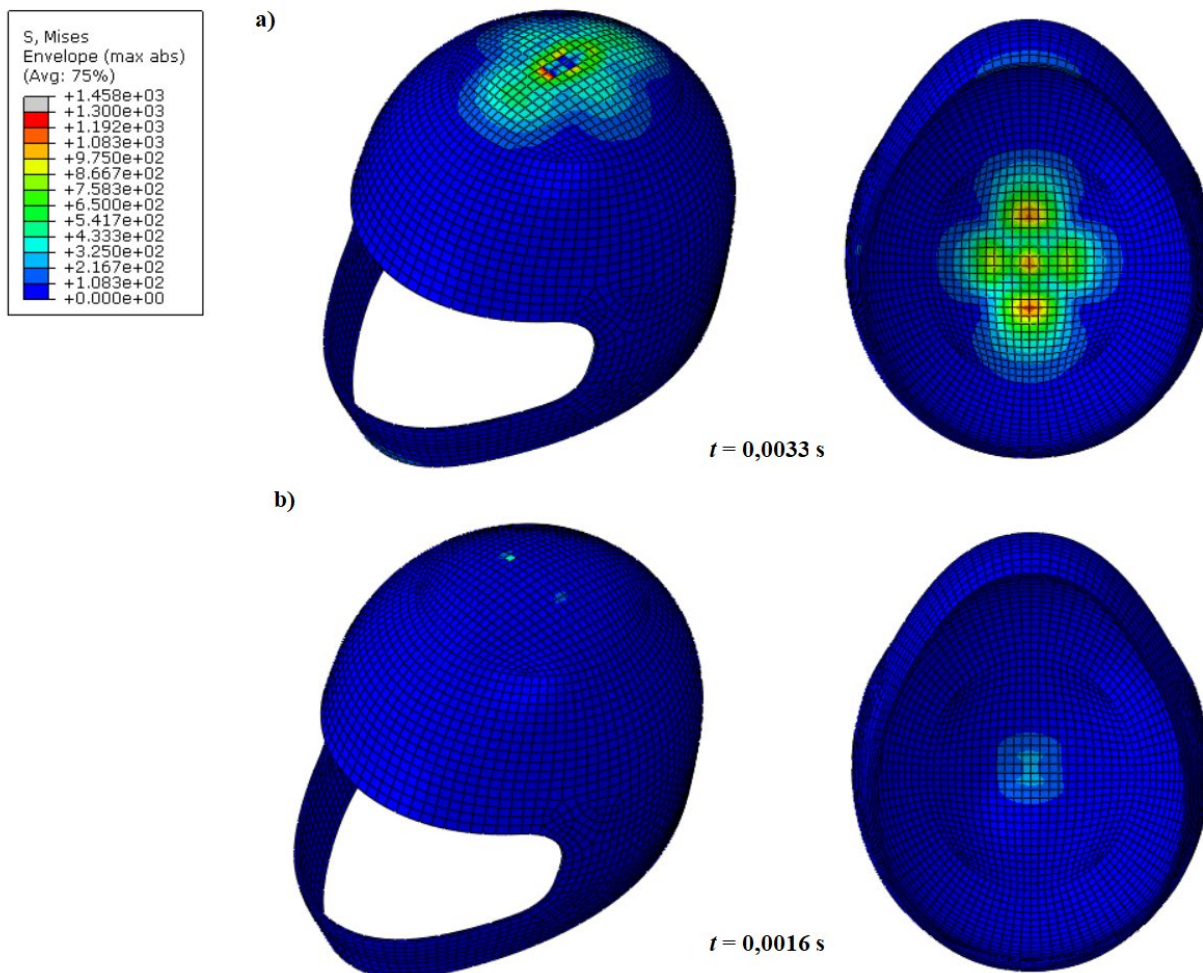 a)
S, Mises
Envelope (max abs)
(Avg: 75%)
+1.458e+03
+1.300e+03
+1.192e+03
+1.083e+03
+9.750e+02
+8.667e+02
+7.583e+02
+6.500e+02
+5.417e+02
+4.333e+02
+3.250e+02
+2.167e+02
+1.083e+02
+0.000e+00
t = 0,0033 s
b)
t = 0,0016 s